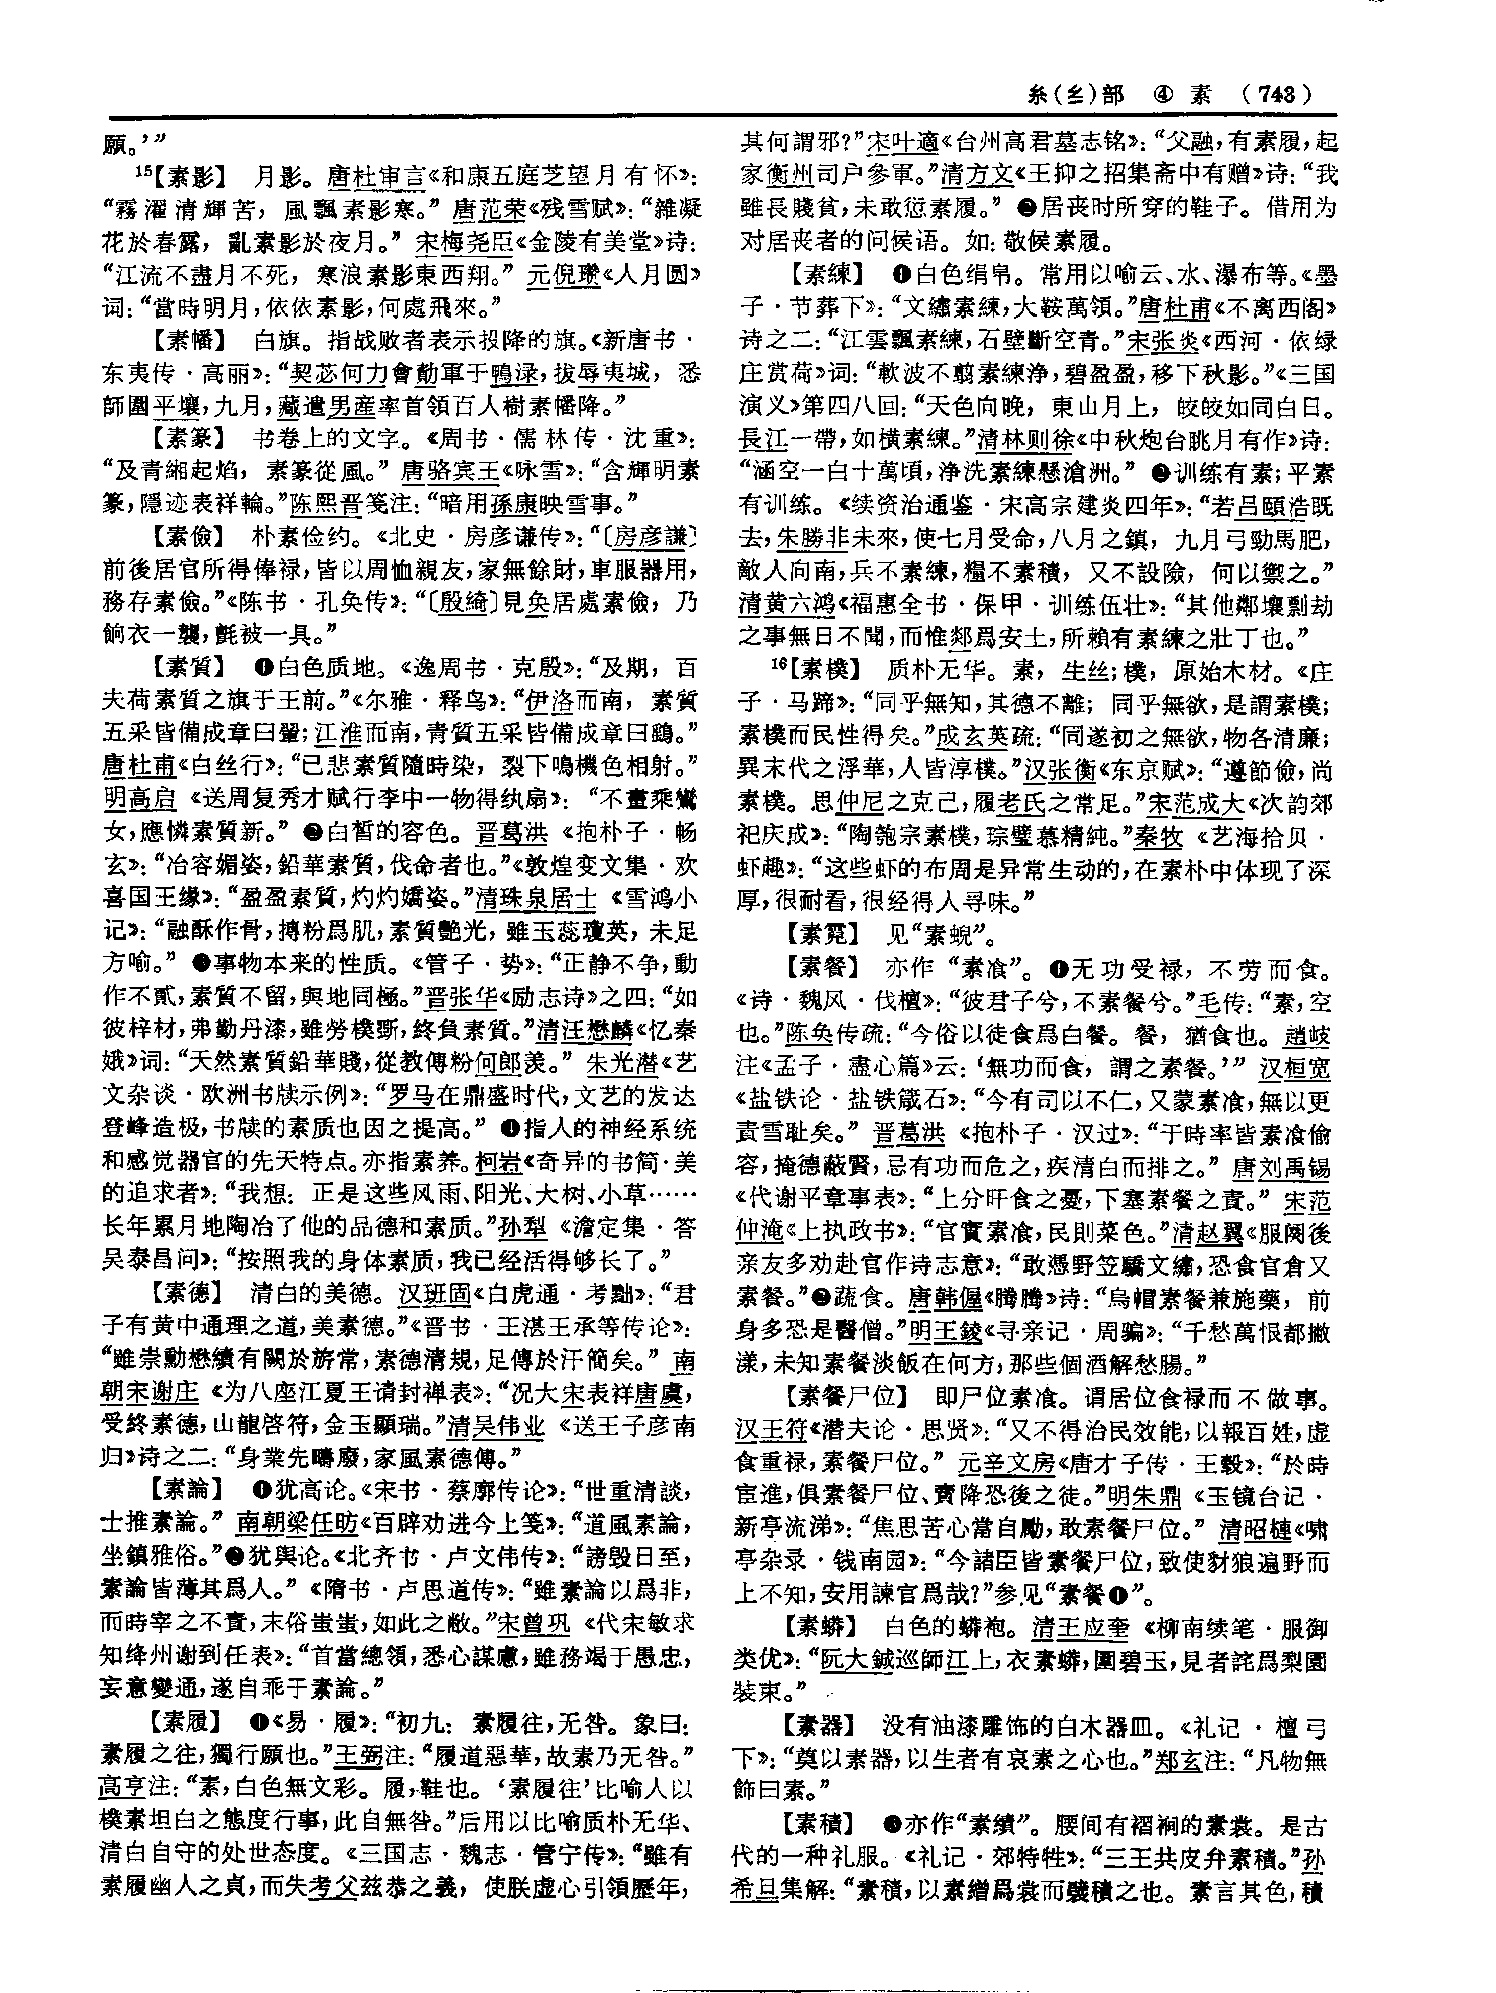 糸(纟)部 ④ 素 (743)
願。’”
15【素影】 月影。唐杜审言《和康五庭芝望月有怀》:
“霧濯清輝苦，風飄素影寒。”唐范荣《残雪赋》:“雜凝
花於春露，亂素影於夜月。”宋梅尧臣《金陵有美堂》诗:
“江流不盡月不死，寒浪素影東西翔。”元倪瓒《人月圆》
词:“當時明月，依依素影，何處飛來。”
【素幡】 白旗。指战败者表示投降的旗。《新唐书·
东夷传·高丽》:“契苾何力會勣軍于鴨渌，拔辱夷城，悉
師圍平壤，九月，藏遣男産率首領百人樹素幡降。”
【素篆】 书卷上的文字。《周书·儒林传·沈重》:
“及青緗起焰，素篆從風。”唐骆宾王《咏雪》:“含輝明素
篆，隱迹表祥輪。”陈熙晋笺注:“暗用孫康映雪事。”
【素儉】 朴素俭约。《北史·房彦谦传》:“〔房彦謙〕
前後居官所得俸禄，皆以周恤親友，家無餘財，車服器用，
務存素儉。”《陈书·孔奂传》:“〔殷綺〕見奂居處素儉，乃
餉衣一襲，氈被一具。”
【素質】 ❶白色质地。《逸周书·克殷》:“及期，百
夫荷素質之旗于王前。”《尔雅·释鸟》:“伊洛而南，素質
五采皆備成章曰翬；江淮而南，青質五采皆備成章曰鷂。”
唐杜甫《白丝行》:“已悲素質隨時染，裂下鳴機色相射。”
明高启《送周复秀才赋行李中一物得纨扇》:“不畫乘鸞
女，應憐素質新。”❷白皙的容色。晋葛洪《抱朴子·畅
玄》:“冶容媚姿，鉛華素質，伐命者也。”《敦煌变文集·欢
喜国王缘》:“盈盈素質，灼灼嬌姿。”清珠泉居士《雪鸿小
记》:“融酥作骨，摶粉爲肌，素質艷光，雖玉蕊瓊英，未足
方喻。”❸事物本来的性质。《管子·势》:“正静不争，動
作不貳，素質不留，與地同極。”晋张华《励志诗》之四:“如
彼梓材，弗勤丹漆，雖勞樸斲，終負素質。”清汪懋麟《忆秦
娥》词:“天然素質鉛華賤，從教傅粉何郎羡。”朱光潜《艺
文杂谈·欧洲书牍示例》:“罗马在鼎盛时代，文艺的发达
登峰造极，书牍的素质也因之提高。”❹指人的神经系统
和感觉器官的先天特点。亦指素养。柯岩《奇异的书简·美
的追求者》:“我想: 正是这些风雨、阳光、大树、小草……
长年累月地陶冶了他的品德和素质。”孙犁《澹定集·答
吴泰昌问》:“按照我的身体素质，我已经活得够长了。”
【素德】 清白的美德。汉班固《白虎通·考黜》:“君
子有黄中通理之道，美素德。”《晋书·王湛王承等传论》:
“雖崇勳懋績有闕於旂常，素德清規，足傳於汗簡矣。”南
朝宋谢庄《为八座江夏王请封禅表》:“况大宋表祥唐虞，
受終素德，山龍啓符，金玉顯瑞。”清吴伟业《送王子彦南
归》诗之二:“身業先疇廢，家風素德傳。”
【素論】 ❶犹高论。《宋书·蔡廓传论》:“世重清談，
士推素論。”南朝梁任昉《百辟劝进今上笺》:“道風素論，
坐鎮雅俗。”❷犹舆论。《北齐书·卢文伟传》:“謗毁日至，
素論皆薄其爲人。”《隋书·卢思道传》:“雖素論以爲非，
而時宰之不責，末俗蚩蚩，如此之敝。”宋曾巩《代宋敏求
知绛州谢到任表》:“首當總領，悉心謀慮，雖務竭于愚忠，
妄意變通，遂自乖于素論。”
【素履】 ❶《易·履》:“初九: 素履往，无咎。象曰:
素履之往，獨行願也。”王弼注:“履道惡華，故素乃无咎。”
高亨注:“素，白色無文彩。履，鞋也。‘素履往’比喻人以
樸素坦白之態度行事，此自無咎。”后用以比喻质朴无华、
清白自守的处世态度。《三国志·魏志·管宁传》:“雖有
素履幽人之貞，而失考父兹恭之義，使朕虚心引領歷年，
其何謂邪？”宋叶適《台州高君墓志铭》:“父融，有素履，起
家衡州司户參軍。”清方文《王抑之招集斋中有赠》诗:“我
雖長賤貧，未敢愆素履。”❷居丧时所穿的鞋子。借用为
对居丧者的问候语。如: 敬候素履。
【素練】 ❶白色绢帛。常用以喻云、水、瀑布等。《墨
子·节葬下》:“文繡素練，大鞅萬領。”唐杜甫《不离西阁》
诗之二:“江雲飄素練，石壁斷空青。”宋张炎《西河·依绿
庄赏荷》词:“軟波不翦素練净，碧盈盈，移下秋影。”《三国
演义》第四八回:“天色向晚，東山月上，皎皎如同白日。
長江一帶，如横素練。”清林则徐《中秋炮台眺月有作》诗:
“涵空一白十萬頃，净洗素練懸滄洲。”❷训练有素；平素
有训练。《续资治通鉴·宋高宗建炎四年》:“若吕頤浩既
去，朱勝非未來，使七月受命，八月之鎮，九月弓勁馬肥，
敵人向南，兵不素練，糧不素積，又不設險，何以禦之。”
清黄六鸿《福惠全书·保甲·训练伍壮》:“其他鄰壤剽劫
之事無日不聞，而惟郯爲安土，所賴有素練之壯丁也。”
16【素樸】 质朴无华。素，生丝；樸，原始木材。《庄
子·马蹄》:“同乎無知，其德不離；同乎無欲，是謂素樸；
素樸而民性得矣。”成玄英疏:“同遂初之無欲，物各清廉；
異末代之浮華，人皆淳樸。”汉张衡《东京赋》:“遵節儉，尚
素樸。思仲尼之克己，履老氏之常足。”宋范成大《次韵郊
祀庆成》:“陶匏宗素樸，琮璧慕精純。”秦牧《艺海拾贝·
虾趣》:“这些虾的布周是异常生动的，在素朴中体现了深
厚，很耐看，很经得人寻味。”
【素霓】 见“素蜺”。
【素餐】 亦作“素飡”。❶无功受禄，不劳而食。
《诗·魏风·伐檀》:“彼君子兮，不素餐兮。”毛传:“素，空
也。”陈奂传疏:“今俗以徒食爲白餐。餐，猶食也。趙岐
注《孟子·盡心篇》云:‘無功而食，謂之素餐。’”汉桓宽
《盐铁论·盐铁箴石》:“今有司以不仁，又蒙素飡，無以更
責雪耻矣。”晋葛洪《抱朴子·汉过》:“于時率皆素飡偷
容，掩德蔽賢，忌有功而危之，疾清白而排之。”唐刘禹锡
《代谢平章事表》:“上分旰食之憂，下塞素餐之責。”宋范
仲淹《上执政书》:“官實素飡，民則菜色。”清赵翼《服阕後
亲友多劝赴官作诗志意》:“敢憑野笠驕文繡，恐食官倉又
素餐。”❷蔬食。唐韩偓《腾腾》诗:“烏帽素餐兼施藥，前
身多恐是醫僧。”明王錂《寻亲记·周骗》:“千愁萬恨都撇
漾，未知素餐淡飯在何方，那些個酒解愁腸。”
【素餐尸位】 即尸位素飡。谓居位食禄而不做事。
汉王符《潜夫论·思贤》:“又不得治民效能，以報百姓，虚
食重禄，素餐尸位。”元辛文房《唐才子传·王毂》:“於時
宦進，俱素餐尸位、賣降恐後之徒。”明朱鼎《玉镜台记·
新亭流涕》:“焦思苦心常自勵，敢素餐尸位。”清昭槤《啸
亭杂录·钱南园》:“今諸臣皆素餐尸位，致使豺狼遍野而
上不知，安用諫官爲哉？”参见“素餐❶”。
【素蟒】 白色的蟒袍。清王应奎《柳南续笔·服御
类优》:“阮大鋮巡師江上，衣素蟒，圍碧玉，見者詫爲梨園
裝束。”
【素器】 没有油漆雕饰的白木器皿。《礼记·檀弓
下》:“奠以素器，以生者有哀素之心也。”郑玄注:“凡物無
飾曰素。”
【素積】 ❶亦作“素績”。腰间有褶裥的素裳。是古
代的一种礼服。《礼记·郊特牲》:“三王共皮弁素積。”孙
希旦集解:“素積，以素繒爲裳而襞積之也。素言其色，積